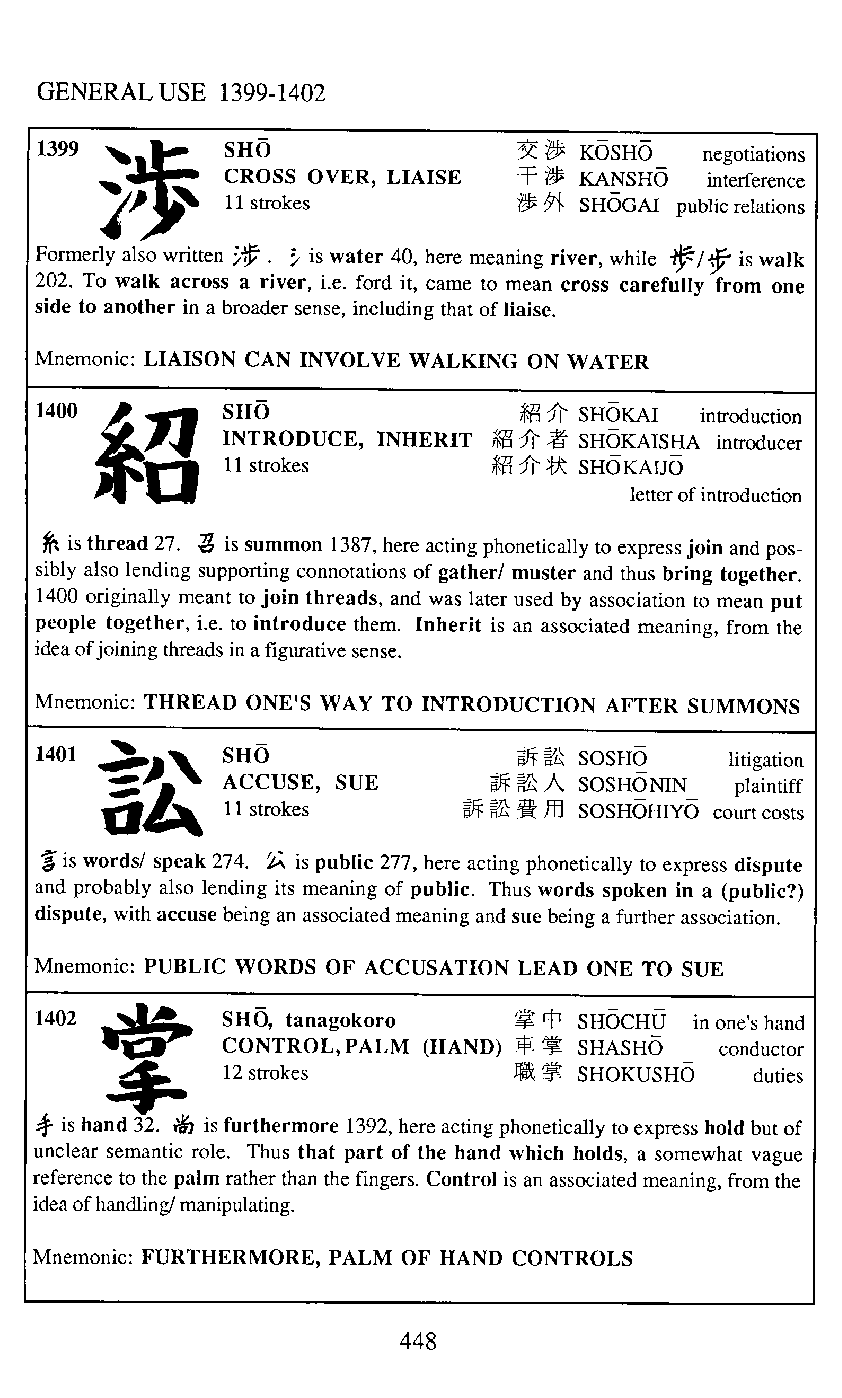 GENERAL USE 1399-1402
1399 渉 SHŌ 交渉 KŌSHŌ negotiations
CROSS OVER, LIAISE 干渉 KANSHŌ interference
11 strokes 渉外 SHŌGAI public relations
Formerly also written 涉. 氵 is water 40, here meaning river, while 歩/步 is walk
202. To walk across a river, i.e. ford it, came to mean cross carefully from one
side to another in a broader sense, including that of liaise.
Mnemonic: LIAISON CAN INVOLVE WALKING ON WATER
1400 紹 SHŌ 紹介 SHŌKAI introduction
INTRODUCE, INHERIT 紹介者 SHŌKAISHA introducer
11 strokes 紹介状 SHŌKAIJŌ
letter of introduction
糸 is thread 27. 召 is summon 1387, here acting phonetically to express join and pos-
sibly also lending supporting connotations of gather/ muster and thus bring together.
1400 originally meant to join threads, and was later used by association to mean put
people together, i.e. to introduce them. Inherit is an associated meaning, from the
idea of joining threads in a figurative sense.
Mnemonic: THREAD ONE'S WAY TO INTRODUCTION AFTER SUMMONS
1401 訟 SHŌ 訴訟 SOSHŌ litigation
ACCUSE, SUE 訴訟人 SOSHŌNIN plaintiff
11 strokes 訴訟費用 SOSHŌHIYŌ court costs
言 is words/ speak 274. 公 is public 277, here acting phonetically to express dispute
and probably also lending its meaning of public. Thus words spoken in a (public?)
dispute, with accuse being an associated meaning and sue being a further association.
Mnemonic: PUBLIC WORDS OF ACCUSATION LEAD ONE TO SUE
1402 掌 SHŌ, tanagokoro 掌中 SHŌCHŪ in one's hand
CONTROL, PALM (HAND) 車掌 SHASHŌ conductor
12 strokes 職掌 SHOKUSHŌ duties
手 is hand 32. 尚 is furthermore 1392, here acting phonetically to express hold but of
unclear semantic role. Thus that part of the hand which holds, a somewhat vague
reference to the palm rather than the fingers. Control is an associated meaning, from the
idea of handling/ manipulating.
Mnemonic: FURTHERMORE, PALM OF HAND CONTROLS
448